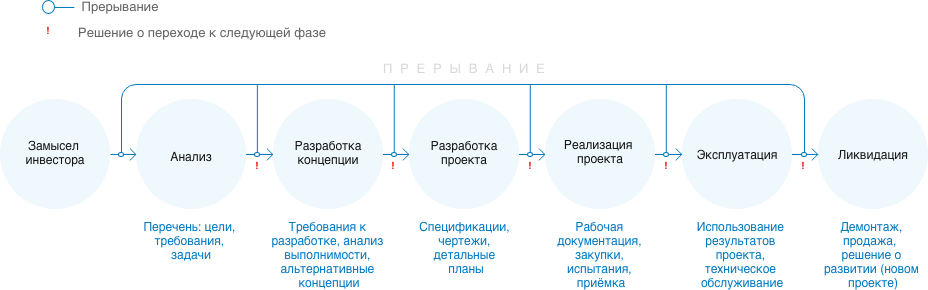 Прерывание
! Решение о переходе к следующей фазе
ПРЕРЫВАНИЕ
Замысел
инвестора
Анализ
Разработка
концепции
Разработка
проекта
Реализация
проекта
Эксплуатация
Ликвидация
!
!
!
!
!
Перечень: цели,
требования,
задачи
Требования к
разработке, анализ
выполнимости,
альтернативные
концепции
Спецификации,
чертежи,
детальные
планы
Рабочая
документация,
закупки,
испытания,
приёмка
Использование
результатов
проекта,
техническое
обслуживание
Демонтаж,
продажа,
решение о
развитии (новом
проекте)